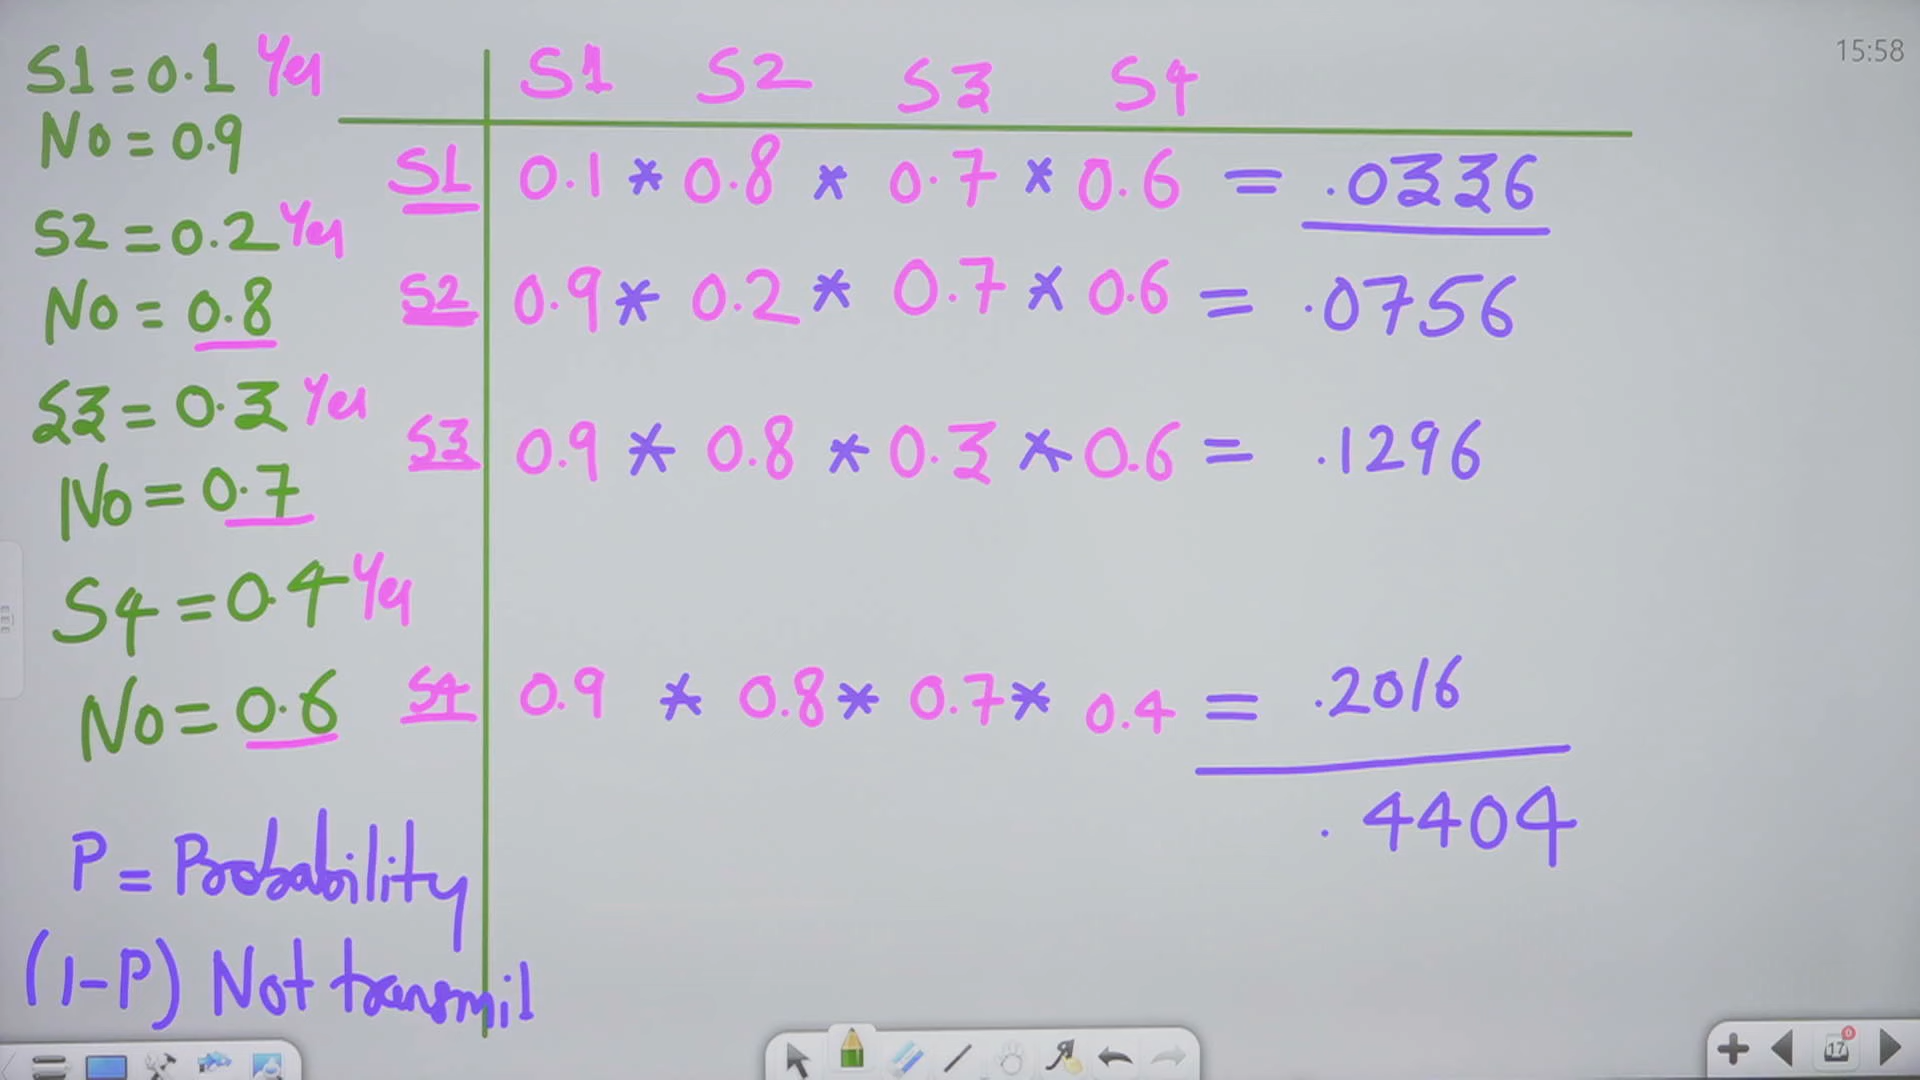 15:58
S1 = 0.1 Yes
No = 0.9
S2 = 0.2 Yes
No = 0.8
S3 = 0.3 Yes
No = 0.7
S4 = 0.4 Yes
No = 0.6
P = Probability
(1-P) Not transmit
S1 S2 S3 S4
S1 0.1 * 0.8 * 0.7 * 0.6 = .0336
S2 0.9 * 0.2 * 0.7 * 0.6 = .0756
S3 0.9 * 0.8 * 0.3 * 0.6 = .1296
S4 0.9 * 0.8 * 0.7 * 0.4 = .2016
.4404
17